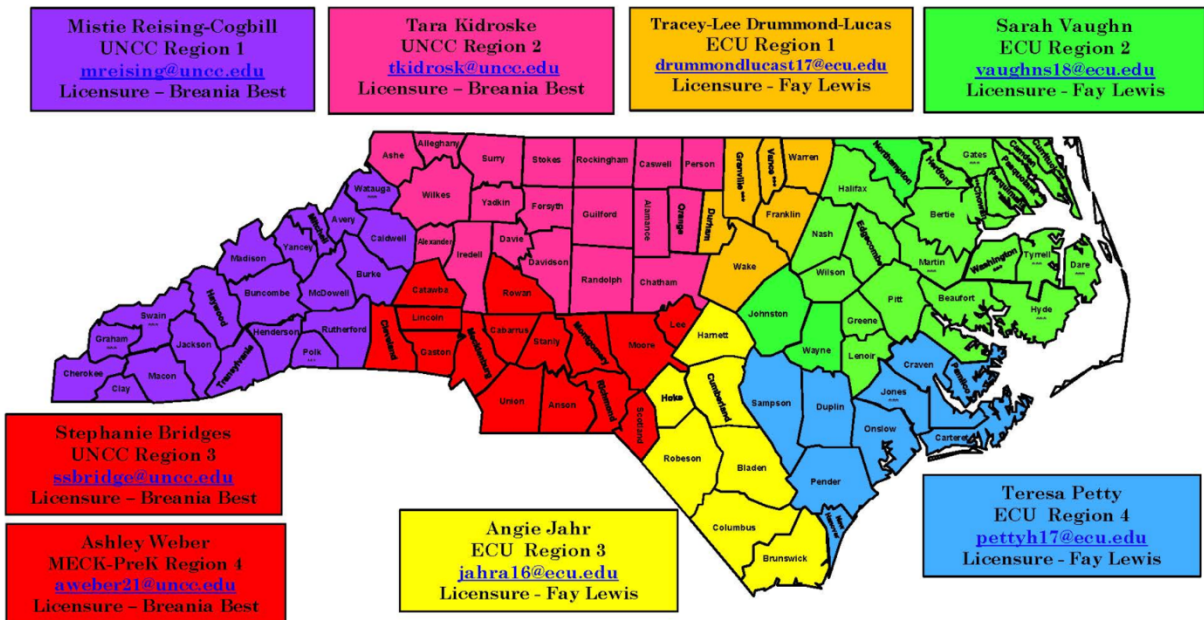 Mistie Reising-Cogbill
UNCC Region 1
mreising@uncc.edu
Licensure – Breania Best
Tara Kidroske
UNCC Region 2
tkidrosk@uncc.edu
Licensure – Breania Best
Tracey-Lee Drummond-Lucas
ECU Region 1
drummondlucast17@ecu.edu
Licensure - Fay Lewis
Sarah Vaughn
ECU Region 2
vaughns18@ecu.edu
Licensure - Fay Lewis
Ashe
Alleghany
Surry
Stokes
Rockingham
Caswell
Person
Granville ***
Vance ***
Warren
Northampton
Hertford
Gates
Camden
Currituck
Pasquotank
Perquimans
Chowan
Watauga
Wilkes
Yadkin
Forsyth
Guilford
Alamance
Orange
Durham
Franklin
Halifax
Bertie
Mitchell
Avery
Caldwell
Alexander
Iredell
Davie
Davidson
Randolph
Chatham
Wake
Nash
Edgecombe
Martin
Washington
Tyrrell
Dare
Madison
Yancey
Burke
McDowell
Buncombe
Haywood
Catawba
Rowan
Wilson
Pitt
Beaufort
Hyde
Swain
Graham
Jackson
Henderson
Rutherford
Polk
Transylvania
Cherokee
Clay
Macon
Cleveland
Lincoln
Gaston
Mecklenburg
Cabarrus
Stanly
Montgomery
Moore
Lee
Harnett
Johnston
Wayne
Greene
Lenoir
Craven
Pamlico
Jones
Union
Anson
Richmond
Scotland
Hoke
Cumberland
Sampson
Duplin
Onslow
Carteret
Robeson
Bladen
Pender
New Hanover
Columbus
Brunswick
Stephanie Bridges
UNCC Region 3
ssbridge@uncc.edu
Licensure – Breania Best
Ashley Weber
MECK-PreK Region 4
aweber21@uncc.edu
Licensure – Breania Best
Angie Jahr
ECU Region 3
jahra16@ecu.edu
Licensure - Fay Lewis
Teresa Petty
ECU Region 4
pettyh17@ecu.edu
Licensure - Fay Lewis